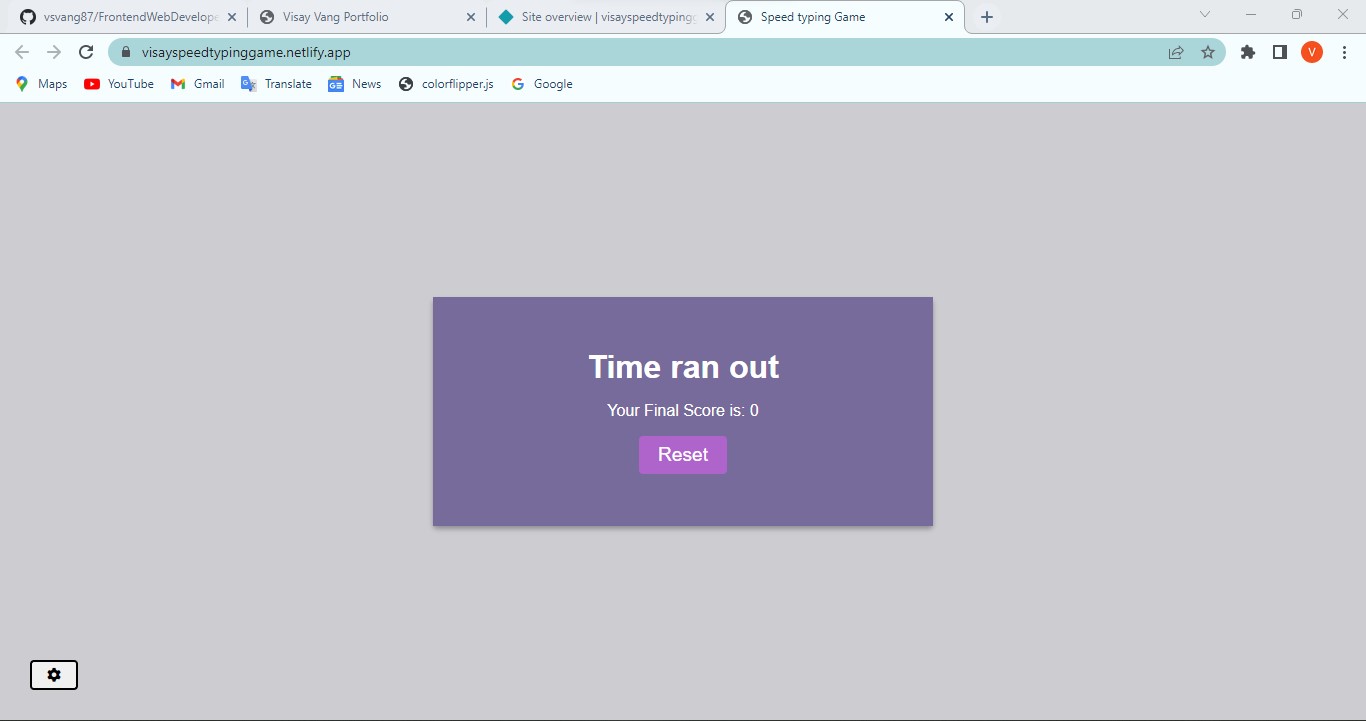 vsvang87/FrontendWebDevelope
Visay Vang Portfolio
Site overview | visayspeedtyping
Speed typing Game
visayspeedtypinggame.netlify.app
V
Maps
YouTube
Gmail
Translate
News
colorflipper.js
Google
Time ran out
Your Final Score is: 0
Reset